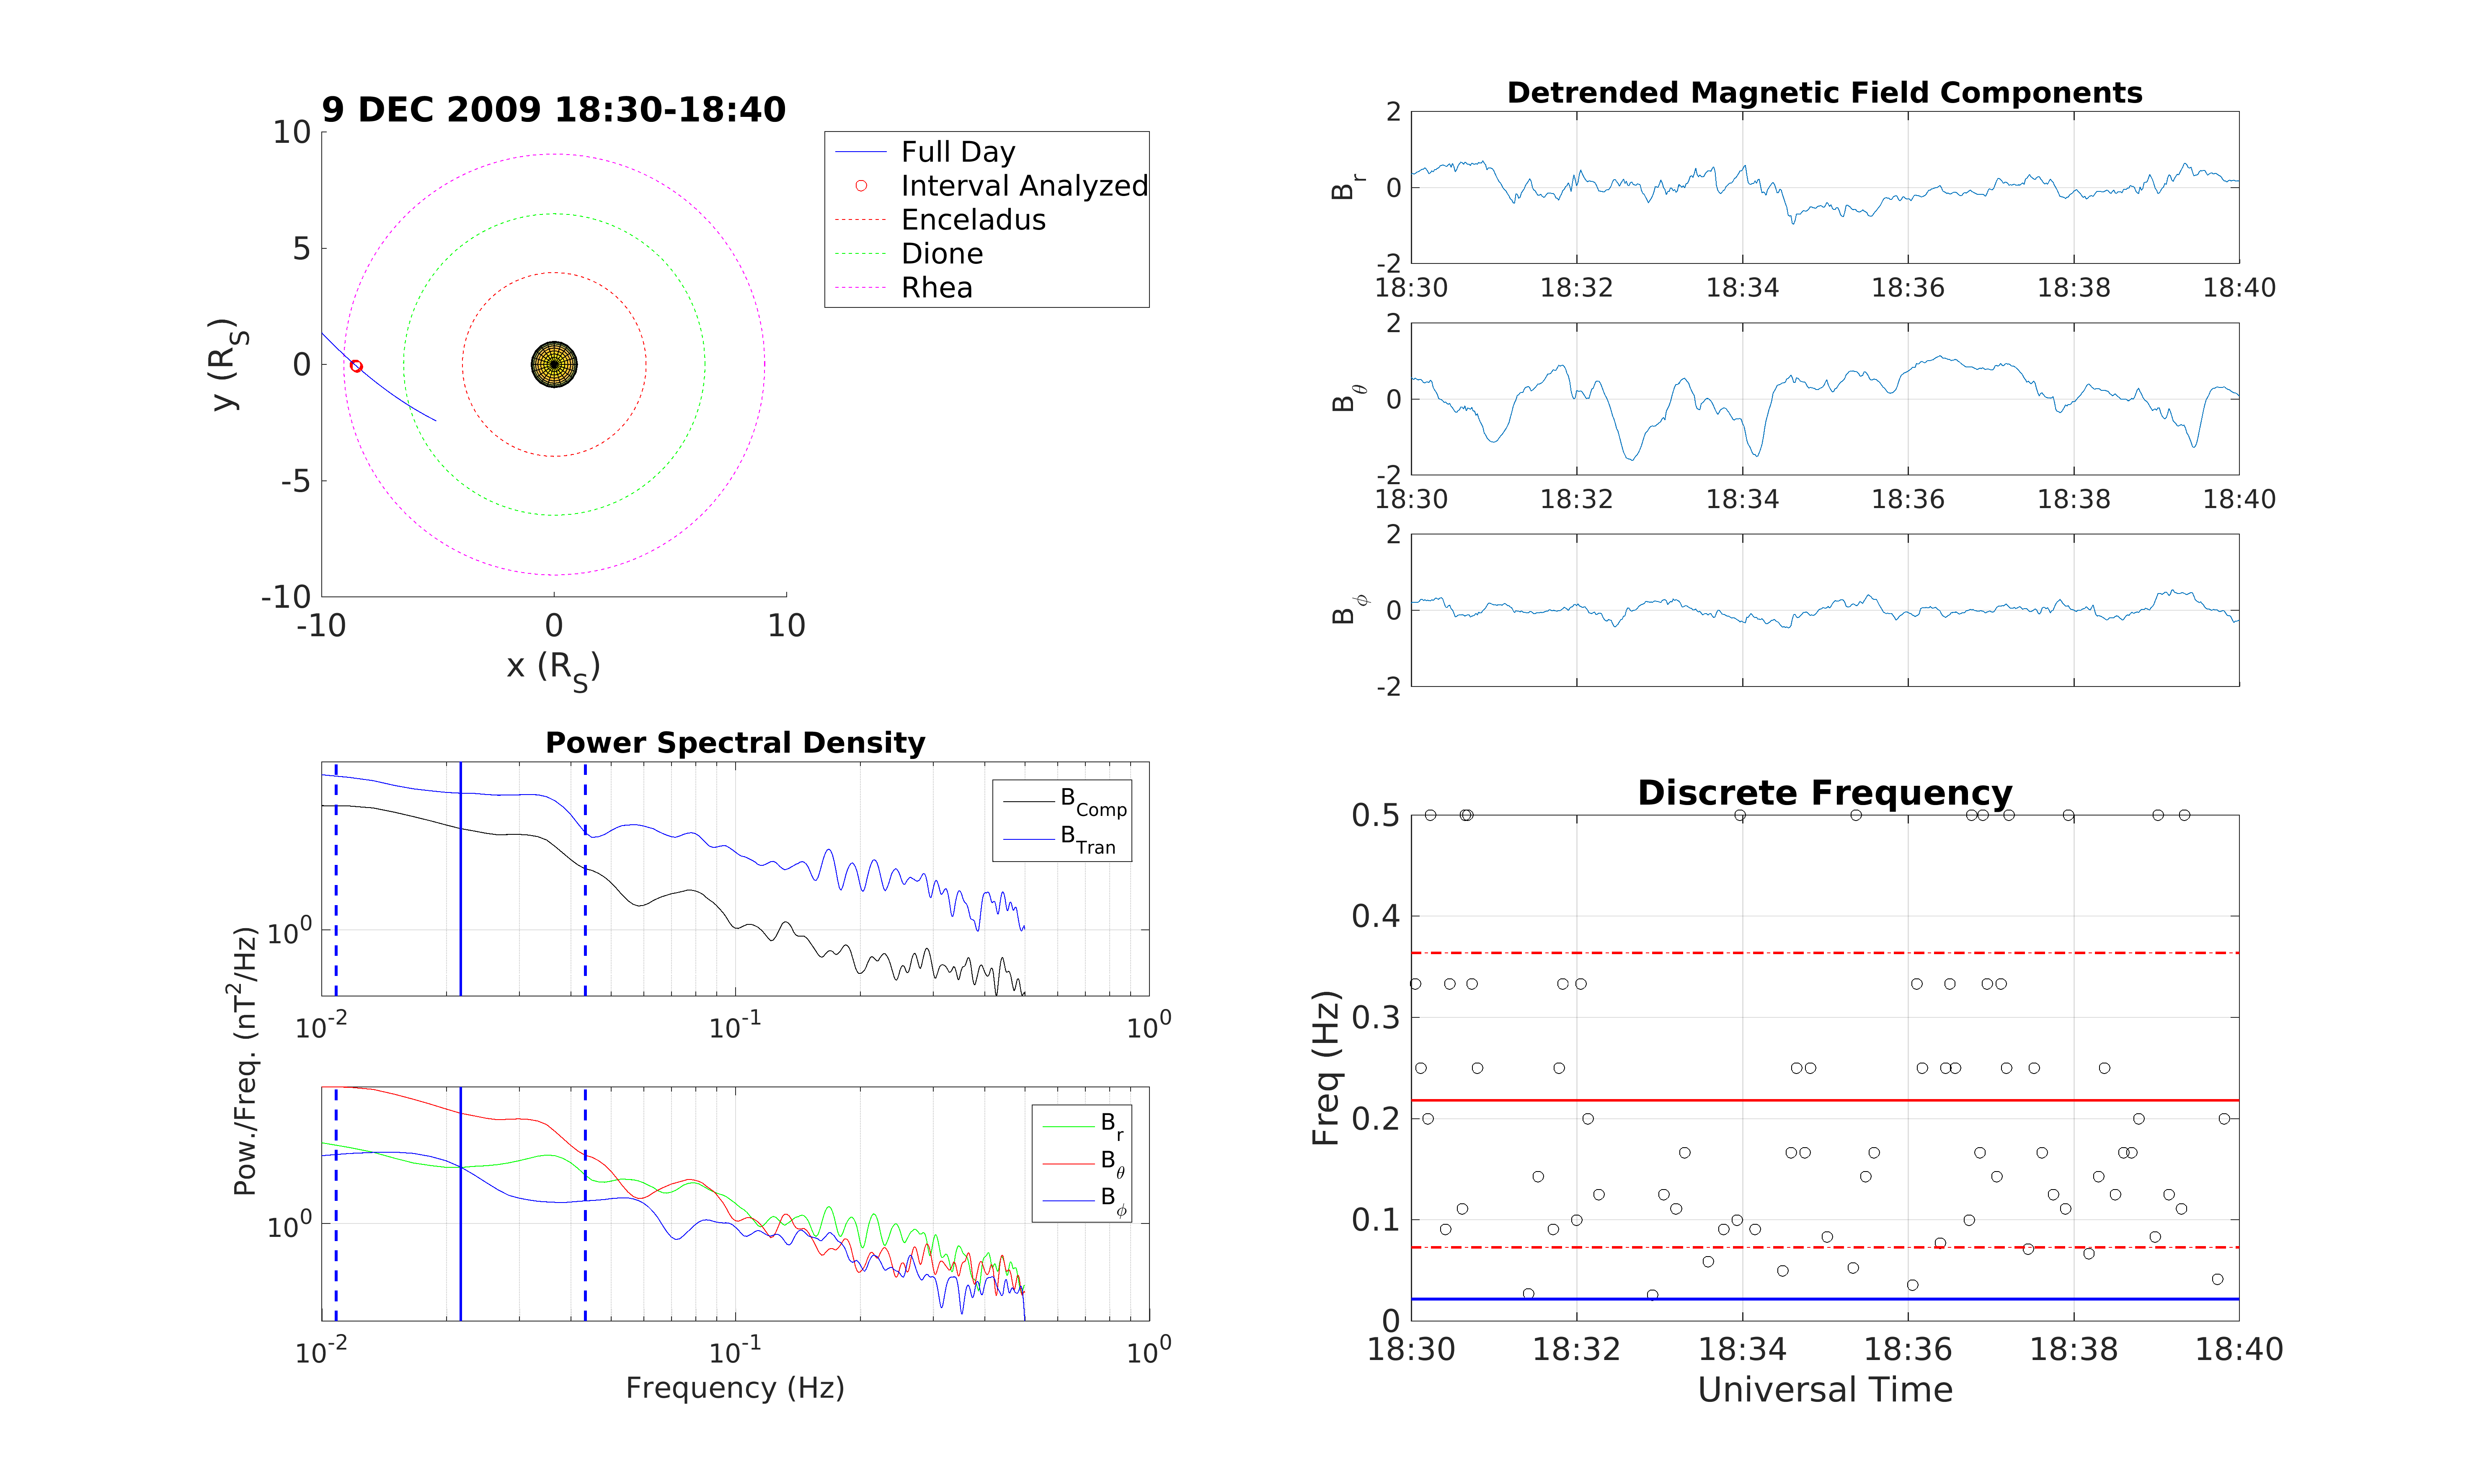 9 DEC 2009 18:30-18:40
10
5
0
-5
-10
-10 0 10
y (R_S)
x (R_S)
Full Day
Interval Analyzed
Enceladus
Dione
Rhea
Detrended Magnetic Field Components
B_r
2
0
-2
18:30 18:32 18:34 18:36 18:38 18:40
B_θ
2
0
-2
18:30 18:32 18:34 18:36 18:38 18:40
B_ϕ
2
0
-2
Power Spectral Density
B_Comp
B_Tran
10^0
10^-2 10^-1 10^0
Pow./Freq. (nT^2/Hz)
B_r
B_θ
B_ϕ
10^0
10^-2 10^-1 10^0
Frequency (Hz)
Discrete Frequency
0.5
0.4
0.3
0.2
0.1
0
Freq (Hz)
18:30 18:32 18:34 18:36 18:38 18:40
Universal Time